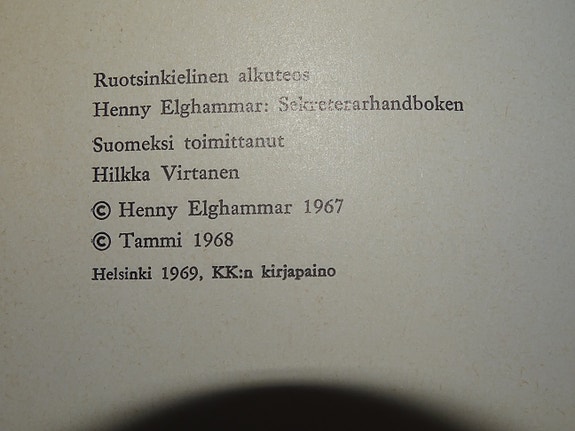 Ruotsinkielinen alkuteos
Henny Elghammar: Sekreterarhandboken
Suomeksi toimittanut
Hilkka Virtanen
© Henny Elghammar 1967
© Tammi 1968
Helsinki 1969, KK:n kirjapaino